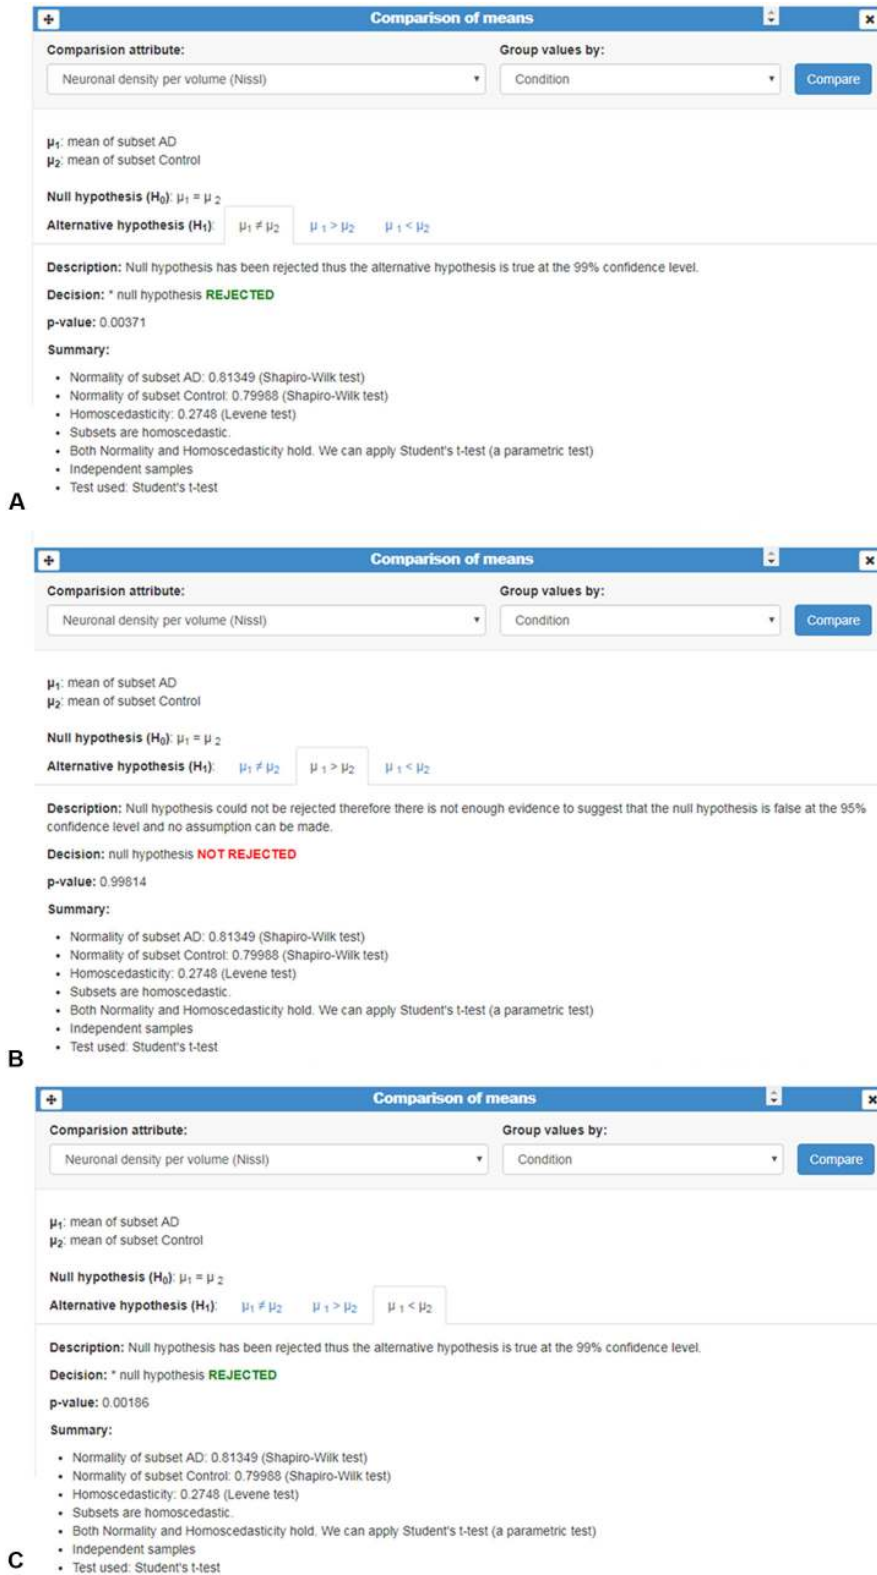 Comparison of means
Comparision attribute: Group values by:
Neuronal density per volume (Nissl) Condition Compare
μ1: mean of subset AD
μ2: mean of subset Control
Null hypothesis (H0): μ1 = μ 2
Alternative hypothesis (H1): μ1 ≠ μ2 μ 1 > μ2 μ 1 < μ2
Description: Null hypothesis has been rejected thus the alternative hypothesis is true at the 99% confidence level.
Decision: * null hypothesis REJECTED
p-value: 0.00371
Summary:
• Normality of subset AD: 0.81349 (Shapiro-Wilk test)
• Normality of subset Control: 0.79988 (Shapiro-Wilk test)
• Homoscedasticity: 0.2748 (Levene test)
• Subsets are homoscedastic.
• Both Normality and Homoscedasticity hold. We can apply Student's t-test (a parametric test)
• Independent samples
• Test used: Student's t-test
A
Comparison of means
Comparision attribute: Group values by:
Neuronal density per volume (Nissl) Condition Compare
μ1: mean of subset AD
μ2: mean of subset Control
Null hypothesis (H0): μ1 = μ 2
Alternative hypothesis (H1): μ1 ≠ μ2 μ 1 > μ2 μ 1 < μ2
Description: Null hypothesis could not be rejected therefore there is not enough evidence to suggest that the null hypothesis is false at the 95%
confidence level and no assumption can be made.
Decision: null hypothesis NOT REJECTED
p-value: 0.99814
Summary:
• Normality of subset AD: 0.81349 (Shapiro-Wilk test)
• Normality of subset Control: 0.79988 (Shapiro-Wilk test)
• Homoscedasticity: 0.2748 (Levene test)
• Subsets are homoscedastic.
• Both Normality and Homoscedasticity hold. We can apply Student's t-test (a parametric test)
• Independent samples
• Test used: Student's t-test
B
Comparison of means
Comparision attribute: Group values by:
Neuronal density per volume (Nissl) Condition Compare
μ1: mean of subset AD
μ2: mean of subset Control
Null hypothesis (H0): μ1 = μ 2
Alternative hypothesis (H1): μ1 ≠ μ2 μ 1 > μ2 μ 1 < μ2
Description: Null hypothesis has been rejected thus the alternative hypothesis is true at the 99% confidence level.
Decision: * null hypothesis REJECTED
p-value: 0.00186
Summary:
• Normality of subset AD: 0.81349 (Shapiro-Wilk test)
• Normality of subset Control: 0.79988 (Shapiro-Wilk test)
• Homoscedasticity: 0.2748 (Levene test)
• Subsets are homoscedastic.
• Both Normality and Homoscedasticity hold. We can apply Student's t-test (a parametric test)
• Independent samples
• Test used: Student's t-test
C